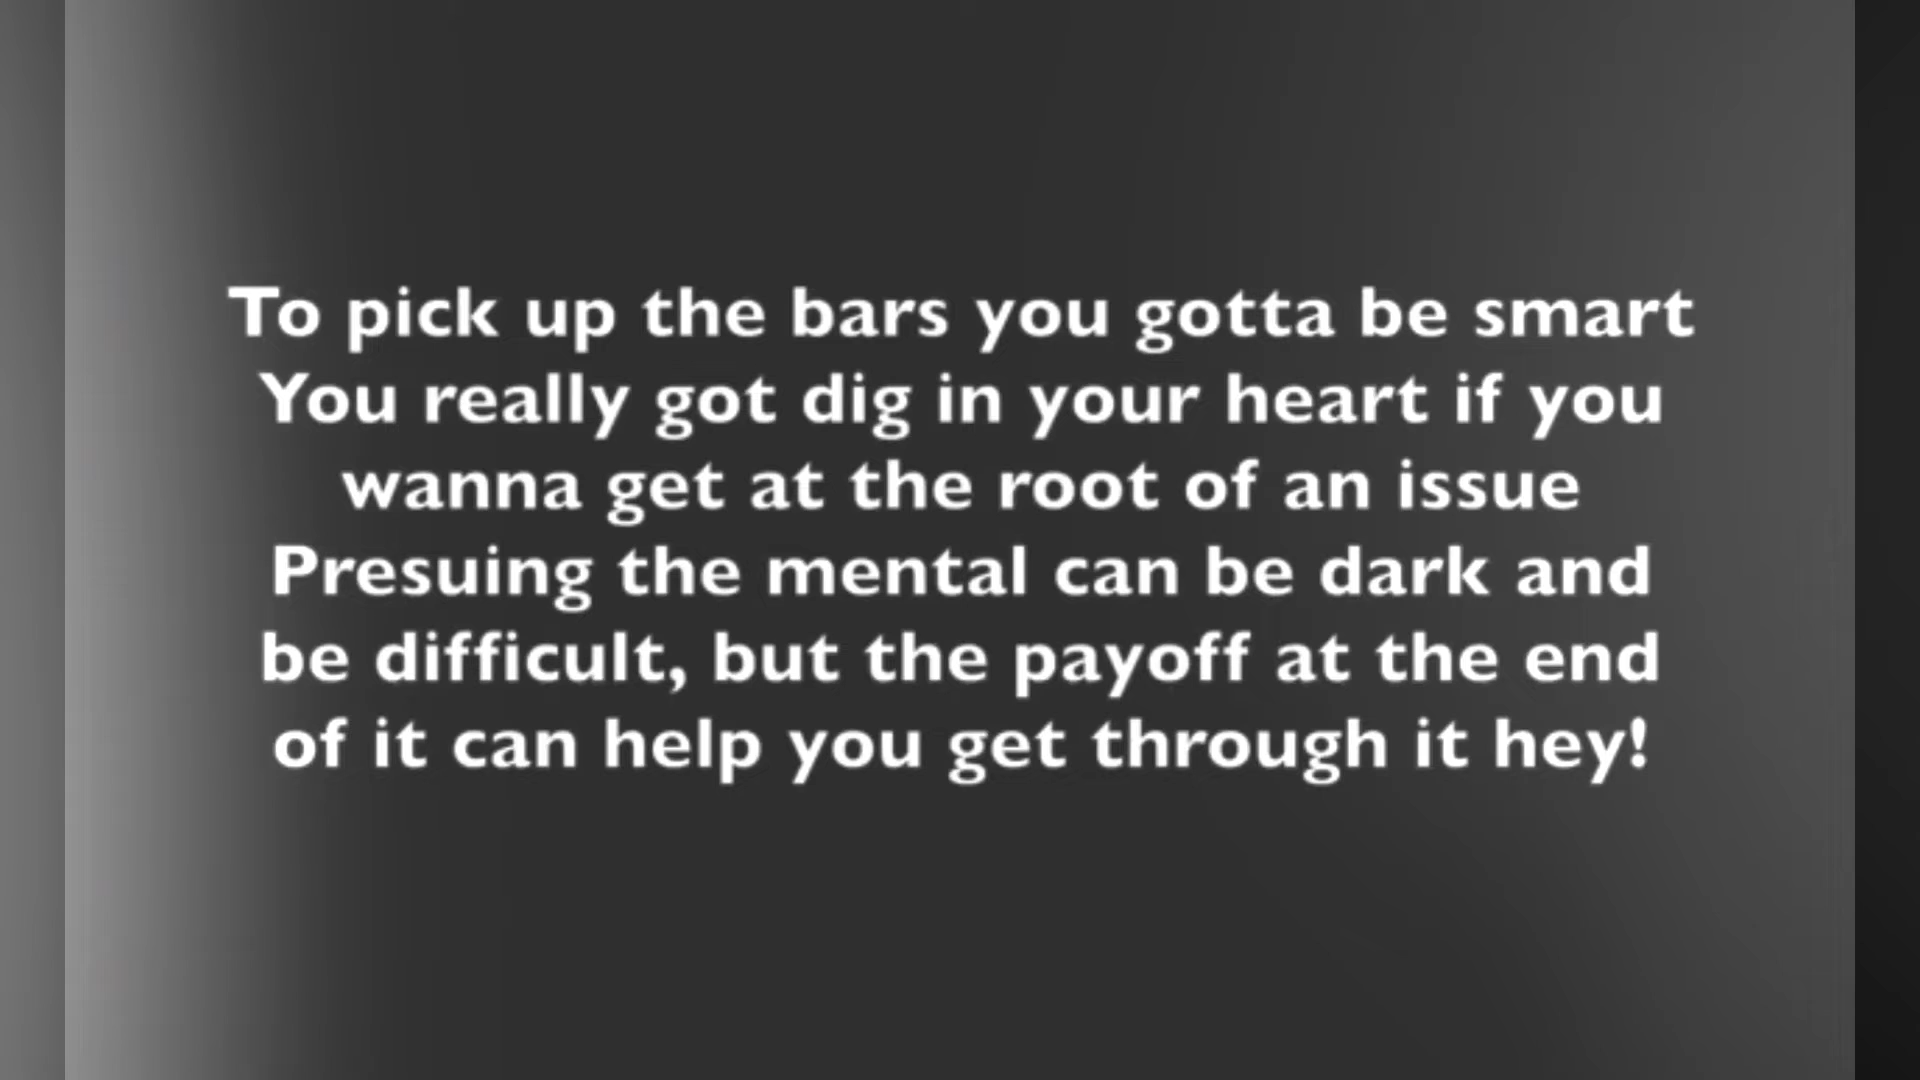 To pick up the bars you gotta be smart
You really got dig in your heart if you
wanna get at the root of an issue
Presuing the mental can be dark and
be difficult, but the payoff at the end
of it can help you get through it hey!